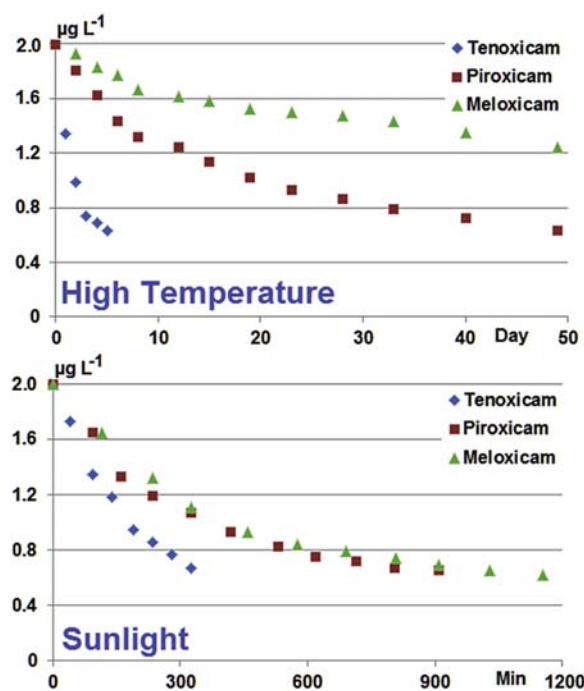 µg L-1
2.0
1.6
1.2
0.8
0.4
0
Tenoxicam
Piroxicam
Meloxicam
High Temperature
0 10 20 30 40 Day 50
µg L-1
2.0
1.6
1.2
0.8
0.4
0
Tenoxicam
Piroxicam
Meloxicam
Sunlight
0 300 600 900 Min 1200